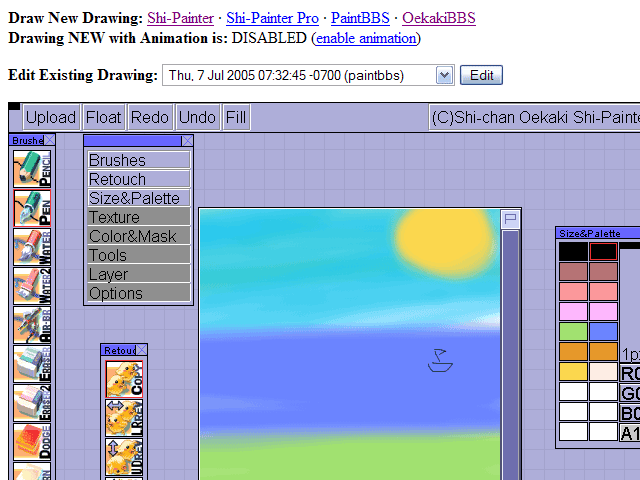 Draw New Drawing: Shi-Painter · Shi-Painter Pro · PaintBBS · OekakiBBS
Drawing NEW with Animation is: DISABLED (enable animation)
Edit Existing Drawing: Thu, 7 Jul 2005 07:32:45 -0700 (paintbbs) Edit
Upload Float Redo Undo Fill (C)Shi-chan Oekaki Shi-Painte
Brushe
PENCIL
PEN
WATER
WATER2
AIR-BR
ERASER
ERASER2
DODGE
Brushes
Retouch
Size&Palette
Texture
Color&Mask
Tools
Layer
Options
Retouc
COPY
LRREV
UDREV
Size&Palette
1px
R0
G0
B0
A1